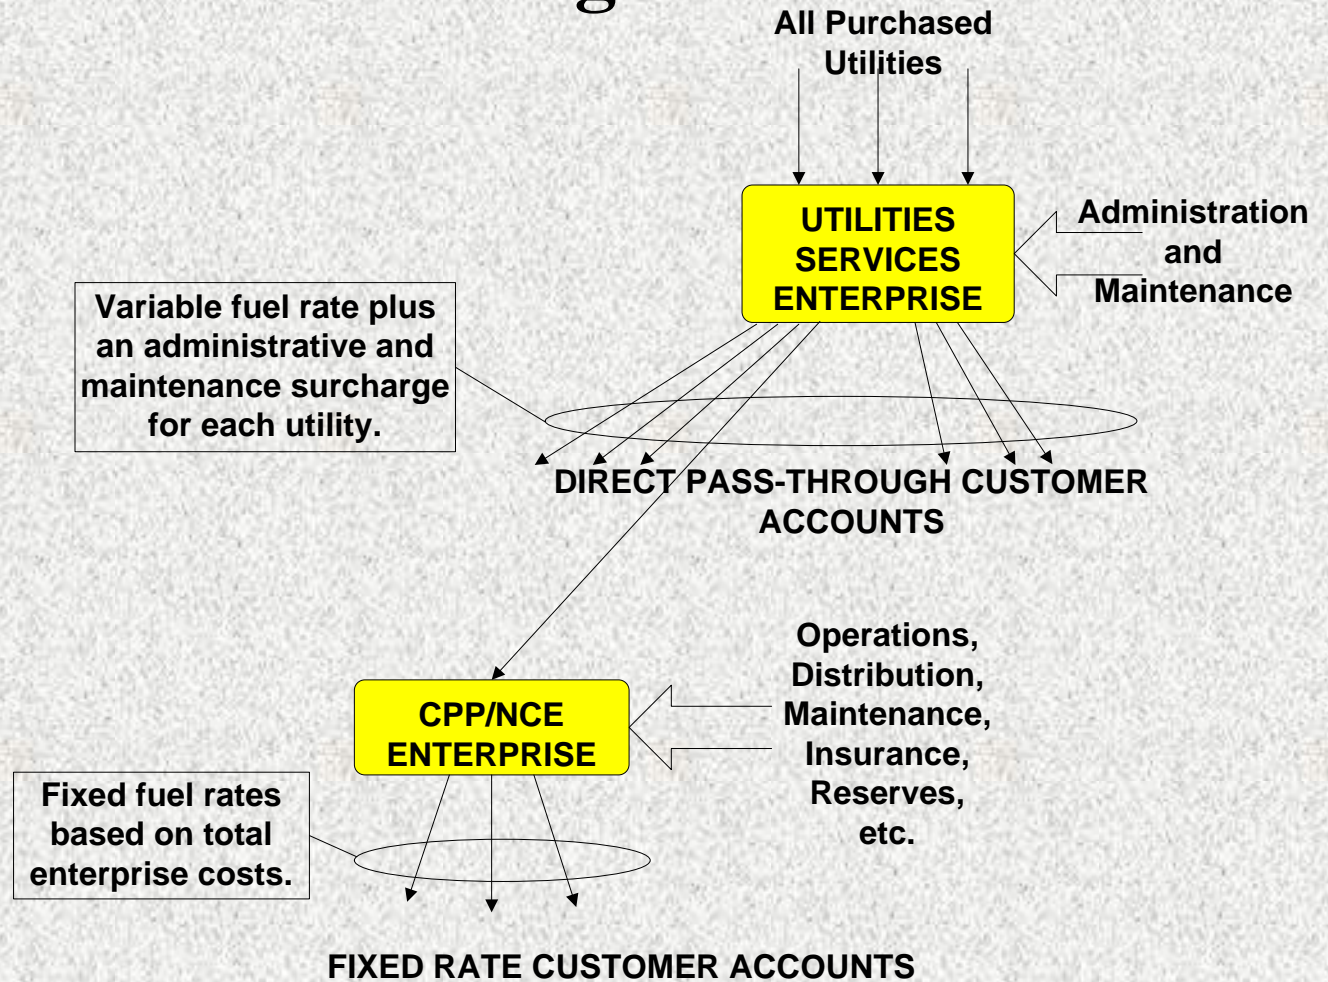 All Purchased
Utilities
UTILITIES
SERVICES
ENTERPRISE
Administration
and
Maintenance
Variable fuel rate plus
an administrative and
maintenance surcharge
for each utility.
DIRECT PASS-THROUGH CUSTOMER
ACCOUNTS
Operations,
Distribution,
Maintenance,
Insurance,
Reserves,
etc.
CPP/NCE
ENTERPRISE
Fixed fuel rates
based on total
enterprise costs.
FIXED RATE CUSTOMER ACCOUNTS